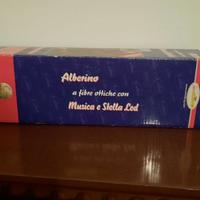 Alberino
a fibre ottiche con
Musica e Stella Led